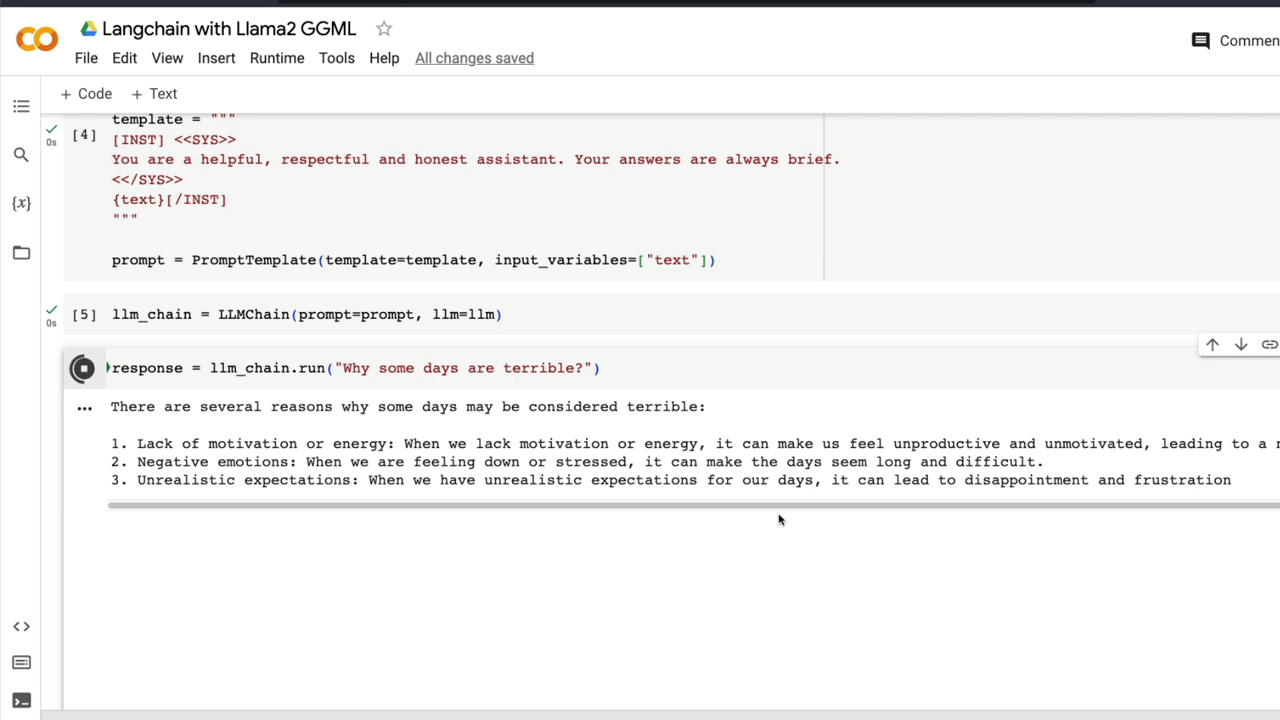 Langchain with Llama2 GGML
Commen
File Edit View Insert Runtime Tools Help All changes saved
+ Code + Text
template = """
[4]
0s
[INST] <<SYS>>
You are a helpful, respectful and honest assistant. Your answers are always brief.
<</SYS>>
{text}[/INST]
"""
{x}
prompt = PromptTemplate(template=template, input_variables=["text"])
[5] llm_chain = LLMChain(prompt=prompt, llm=llm)
0s
response = llm_chain.run("Why some days are terrible?")
... There are several reasons why some days may be considered terrible:
1. Lack of motivation or energy: When we lack motivation or energy, it can make us feel unproductive and unmotivated, leading to a
2. Negative emotions: When we are feeling down or stressed, it can make the days seem long and difficult.
3. Unrealistic expectations: When we have unrealistic expectations for our days, it can lead to disappointment and frustration